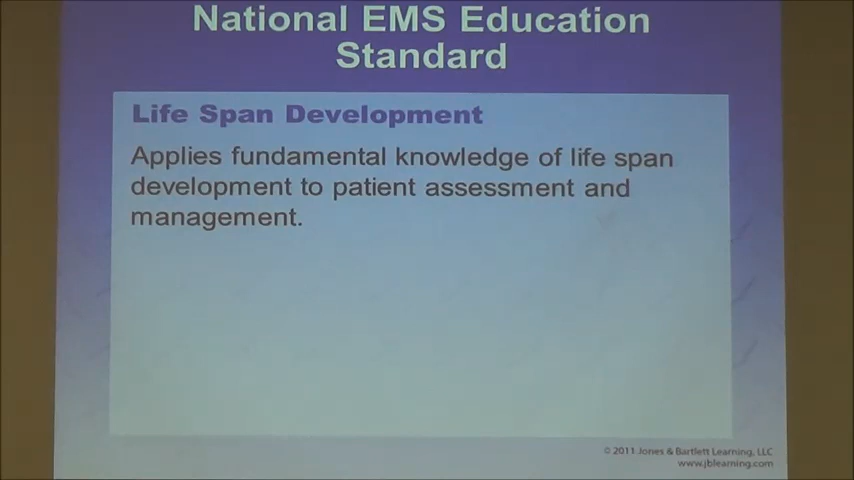 National EMS Education
Standard
Life Span Development
Applies fundamental knowledge of life span
development to patient assessment and
management.
© 2011 Jones & Bartlett Learning, LLC
www.jblearning.com